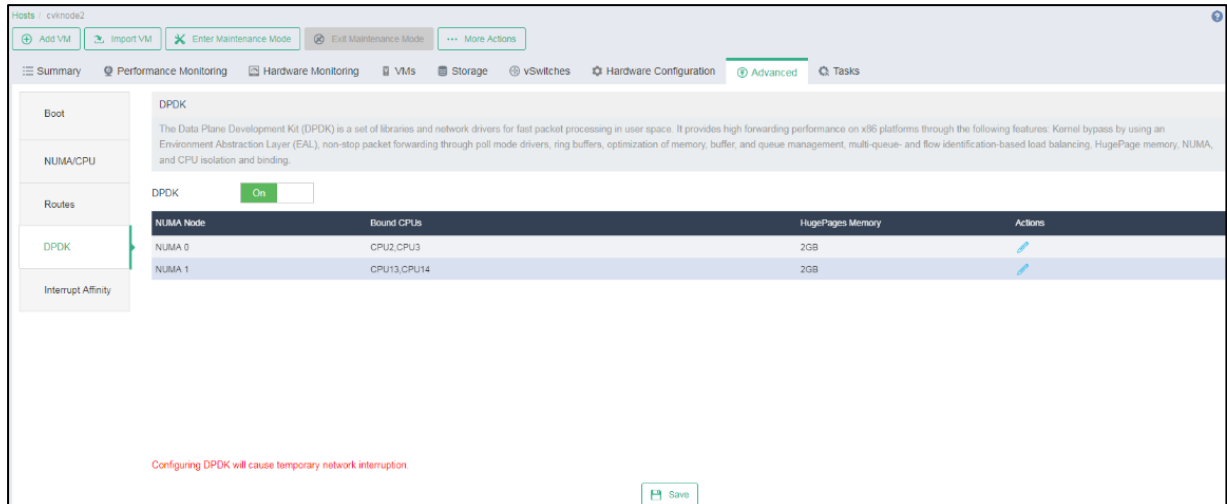 Hosts / cvknode2
Add VM Import VM Enter Maintenance Mode Exit Maintenance Mode ••• More Actions
Summary Performance Monitoring Hardware Monitoring VMs Storage vSwitches Hardware Configuration Advanced Tasks
Boot
NUMA/CPU
Routes
DPDK
Interrupt Affinity
DPDK
The Data Plane Development Kit (DPDK) is a set of libraries and network drivers for fast packet processing in user space. It provides high forwarding performance on x86 platforms through the following features: Kernel bypass by using an
Environment Abstraction Layer (EAL), non-stop packet forwarding through poll mode drivers, ring buffers, optimization of memory, buffer, and queue management, multi-queue- and flow identification-based load balancing, HugePage memory, NUMA,
and CPU isolation and binding.
DPDK On
NUMA Node Bound CPUs HugePages Memory Actions
NUMA 0 CPU2,CPU3 2GB
NUMA 1 CPU13,CPU14 2GB
Configuring DPDK will cause temporary network interruption.
Save